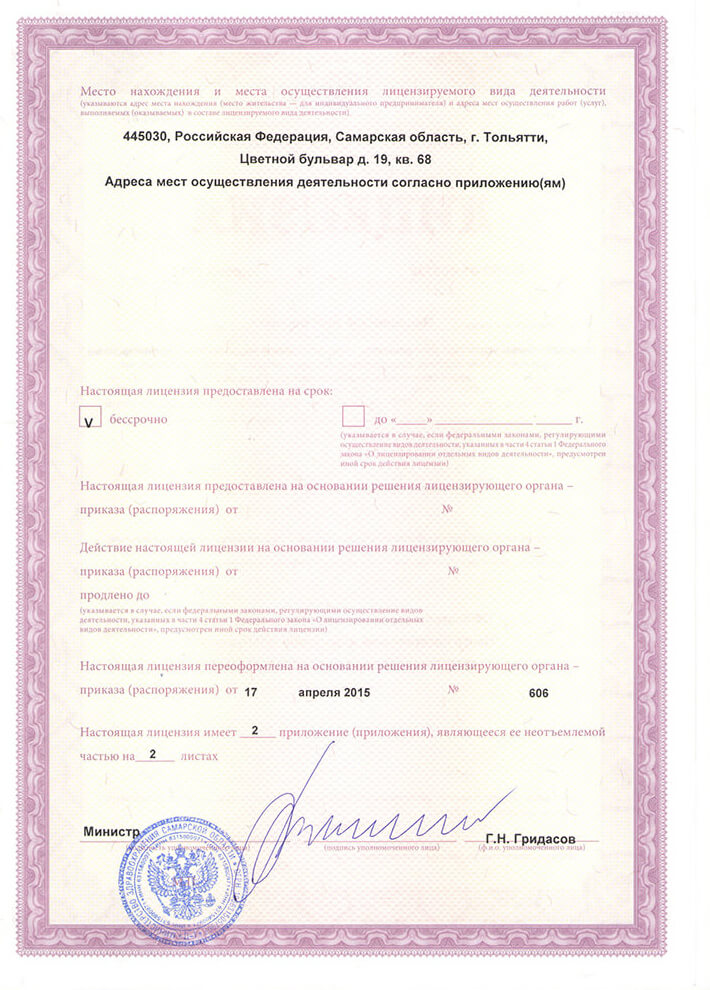 Место нахождения и места осуществления лицензируемого вида деятельности
(указываются адрес места нахождения (место жительства — для индивидуального предпринимателя) и адреса мест осуществления работ (услуг),
выполняемых (оказываемых) в составе лицензируемого вида деятельности)
445030, Российская Федерация, Самарская область, г. Тольятти,
Цветной бульвар д. 19, кв. 68
Адреса мест осуществления деятельности согласно приложению(ям)
Настоящая лицензия предоставлена на срок:
V бессрочно до «_____» ________________ ______ г.
(указывается в случае, если федеральными законами, регулирующими
осуществление видов деятельности, указанных в части 4 статьи 1 Федерального
закона «О лицензировании отдельных видов деятельности», предусмотрен
иной срок действия лицензии)
Настоящая лицензия предоставлена на основании решения лицензирующего органа –
приказа (распоряжения) от №
Действие настоящей лицензии на основании решения лицензирующего органа –
приказа (распоряжения) от №
продлено до
(указывается в случае, если федеральными законами, регулирующими осуществление видов
деятельности, указанных в части 4 статьи 1 Федерального закона «О лицензировании отдельных
видов деятельности», предусмотрен иной срок действия лицензии)
Настоящая лицензия переоформлена на основании решения лицензирующего органа –
приказа (распоряжения) от 17 апреля 2015 № 606
Настоящая лицензия имеет 2 приложение (приложения), являющееся ее неотъемлемой
частью на 2 листах
Министр Г.Н. Гридасов
уполномоченного лица) (подпись уполномоченного лица) (ф.и.о. уполномоченного лица)
ЗДРАВООХРАНЕНИЯ САМАРСКОЙ ОБЛАСТИ